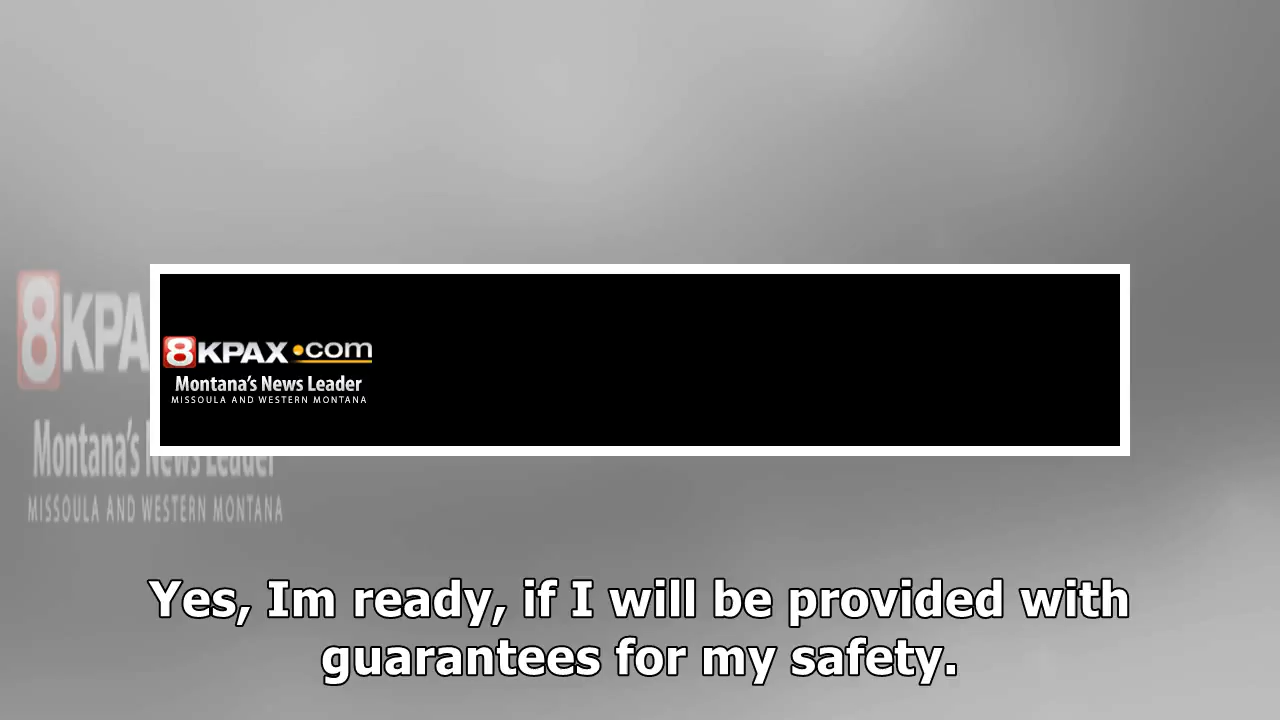 8KPAX.com
Montana's News Leader
MISSOULA AND WESTERN MONTANA
8KPA
Montana's News Leader
MISSOULA AND WESTERN MONTANA
Yes, Im ready, if I will be provided with
guarantees for my safety.